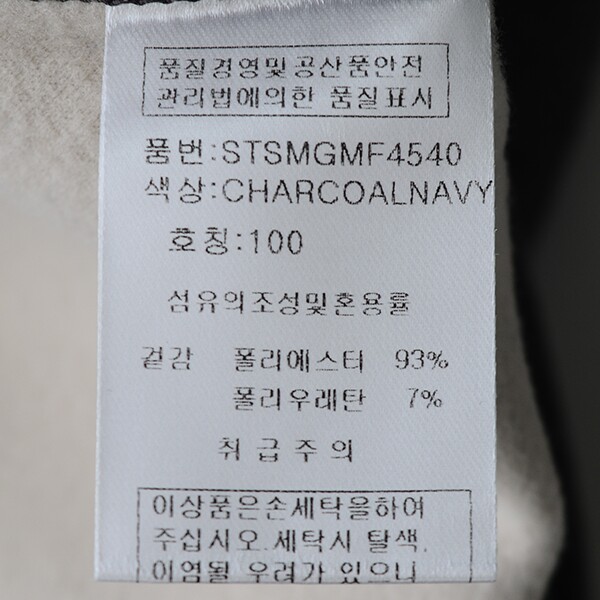 품질경영및공산품안전
관리법에의한 품질표시
품번:STSMGMF4540
색상:CHARCOALNAVY
호칭:100
섬유의조성및혼용률
겉감 폴리에스터 93%
폴리우래탄 7%
취급주의
이상품은손세탁을하여
주십시오.세탁시 탈색.
이염될 우려가 있으니